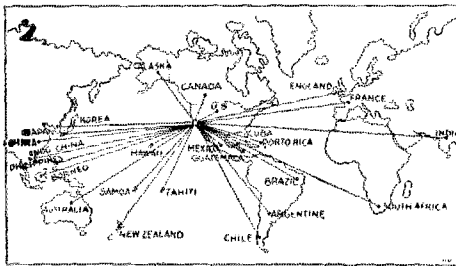 2
ALASKA
CANADA
ENGLAND
FRANCE
KOREA
JAPAN
CHINA
INDIA
CUBA
PORTO RICA
HAWAII
MEXICO
GUATEMALA
BORNEO
BRAZIL
SAMOA
TAHITI
AUSTRALIA
SOUTH AFRICA
ARGENTINE
NEW ZEALAND
CHILE